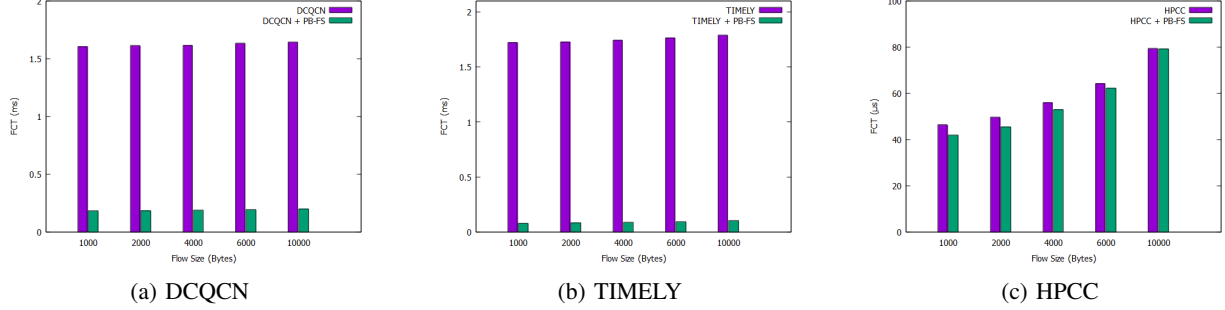 DCQCN
DCQCN + PB-FS
2
1.5
1
0.5
0
FCT (ms)
1000 2000 4000 6000 10000
Flow Size (Bytes)
(a) DCQCN
TIMELY
TIMELY + PB-FS
2
1.5
1
0.5
0
FCT (ms)
1000 2000 4000 6000 10000
Flow Size (Bytes)
(b) TIMELY
HPCC
HPCC + PB-FS
100
80
60
40
20
0
FCT (µs)
1000 2000 4000 6000 10000
Flow Size (Bytes)
(c) HPCC